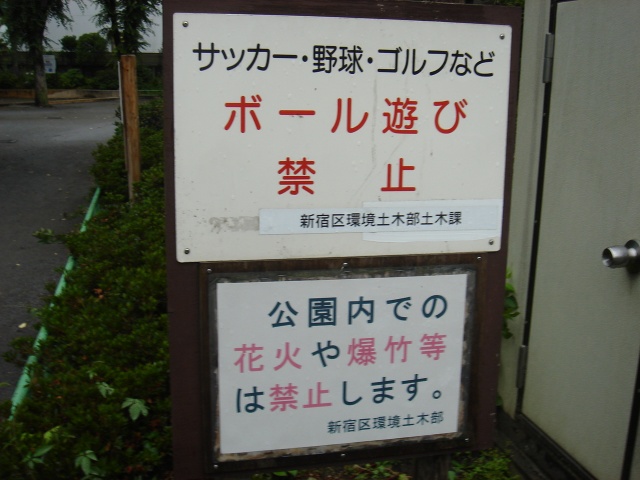 サッカー・野球・ゴルフなど
ボール遊び
禁止
新宿区環境土木部土木課
公園内での
花火や爆竹等
は禁止します。
新宿区環境土木部